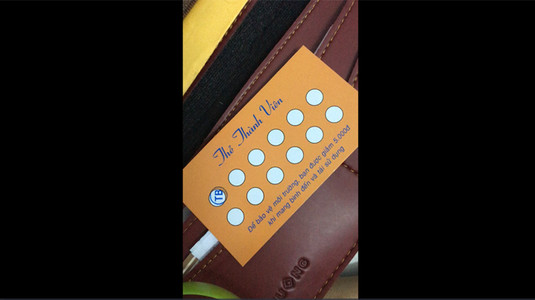 Thẻ Thành Viên
TB
Để bảo vệ môi trường, bạn được giảm 5.000đ
khi mang bình đến và tái sử dụng